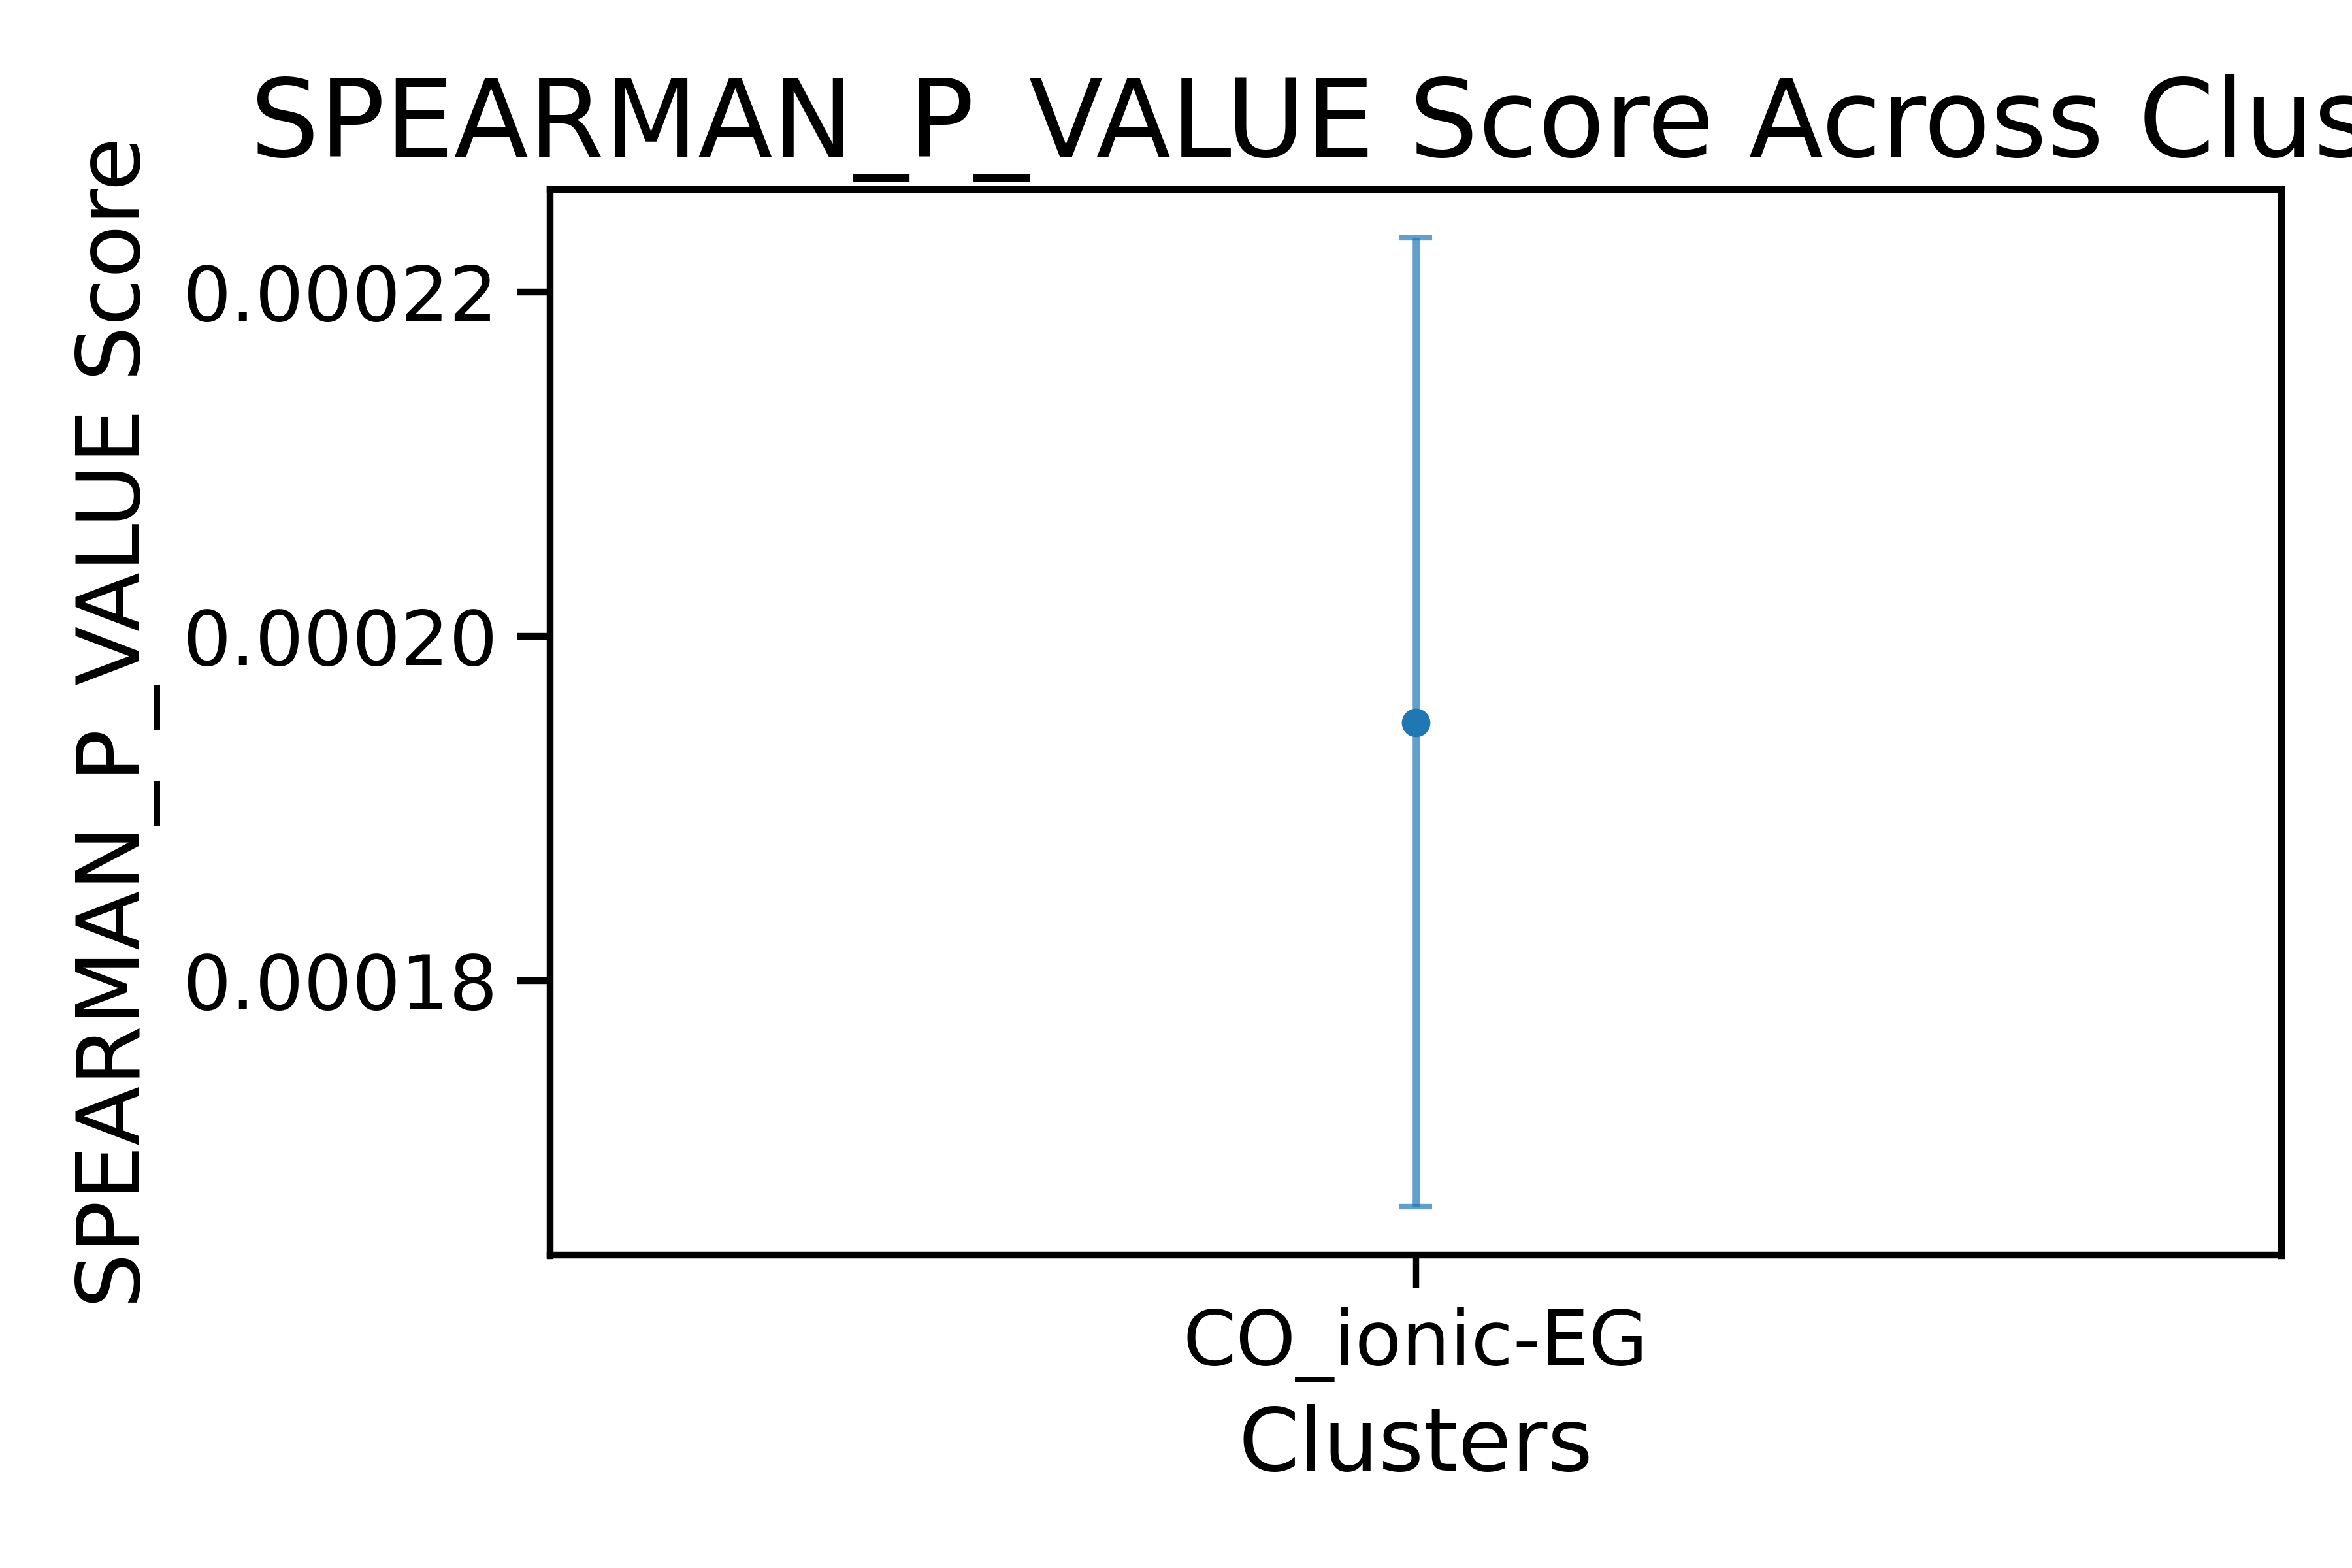 SPEARMAN_P_VALUE Score Across Clus
SPEARMAN_P_VALUE Score
0.00022
0.00020
0.00018
CO_ionic-EG
Clusters